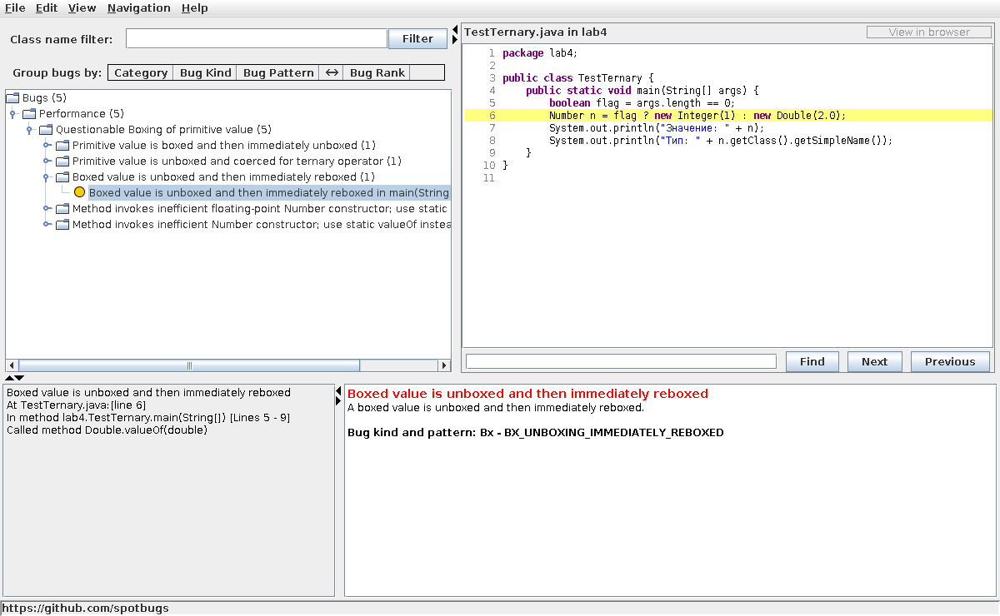 File Edit View Navigation Help
Class name filter:
Filter
Group bugs by: Category Bug Kind Bug Pattern ↔ Bug Rank
Bugs (5)
Performance (5)
Questionable Boxing of primitive value (5)
Primitive value is boxed and then immediately unboxed (1)
Primitive value is unboxed and coerced for ternary operator (1)
Boxed value is unboxed and then immediately reboxed (1)
Boxed value is unboxed and then immediately reboxed in main(String
Method invokes inefficient floating-point Number constructor; use static
Method invokes inefficient Number constructor; use static valueOf instea
TestTernary.java in lab4
View in browser
1 package lab4;
2
3 public class TestTernary {
4 public static void main(String[] args) {
5 boolean flag = args.length == 0;
6 Number n = flag ? new Integer(1) : new Double(2.0);
7 System.out.println("Значение: " + n);
8 System.out.println("Тип: " + n.getClass().getSimpleName());
9 }
10 }
11
Find Next Previous
Boxed value is unboxed and then immediately reboxed
At TestTernary.java:[line 6]
In method lab4.TestTernary.main(String[]) [Lines 5 - 9]
Called method Double.valueOf(double)
Boxed value is unboxed and then immediately reboxed
A boxed value is unboxed and then immediately reboxed.
Bug kind and pattern: Bx - BX_UNBOXING_IMMEDIATELY_REBOXED
https://github.com/spotbugs